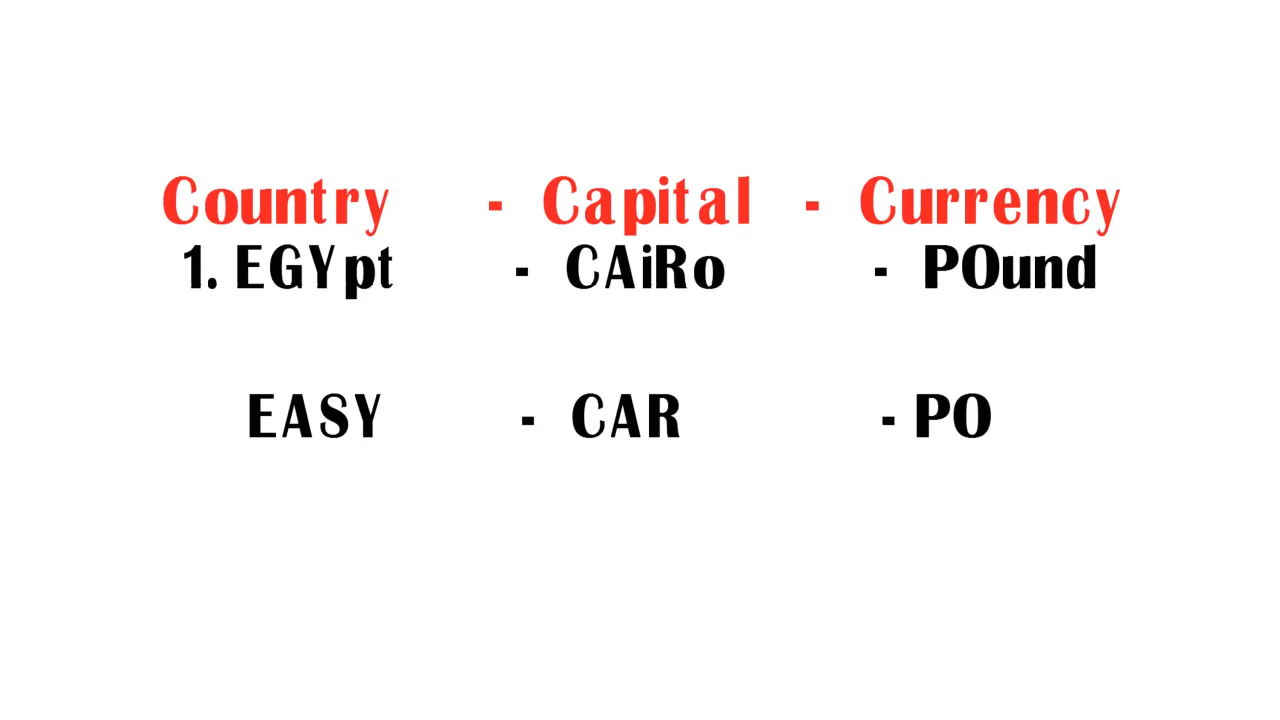 Country - Capital - Currency
1. EGYpt - CAiRo - POund
EASY - CAR - PO